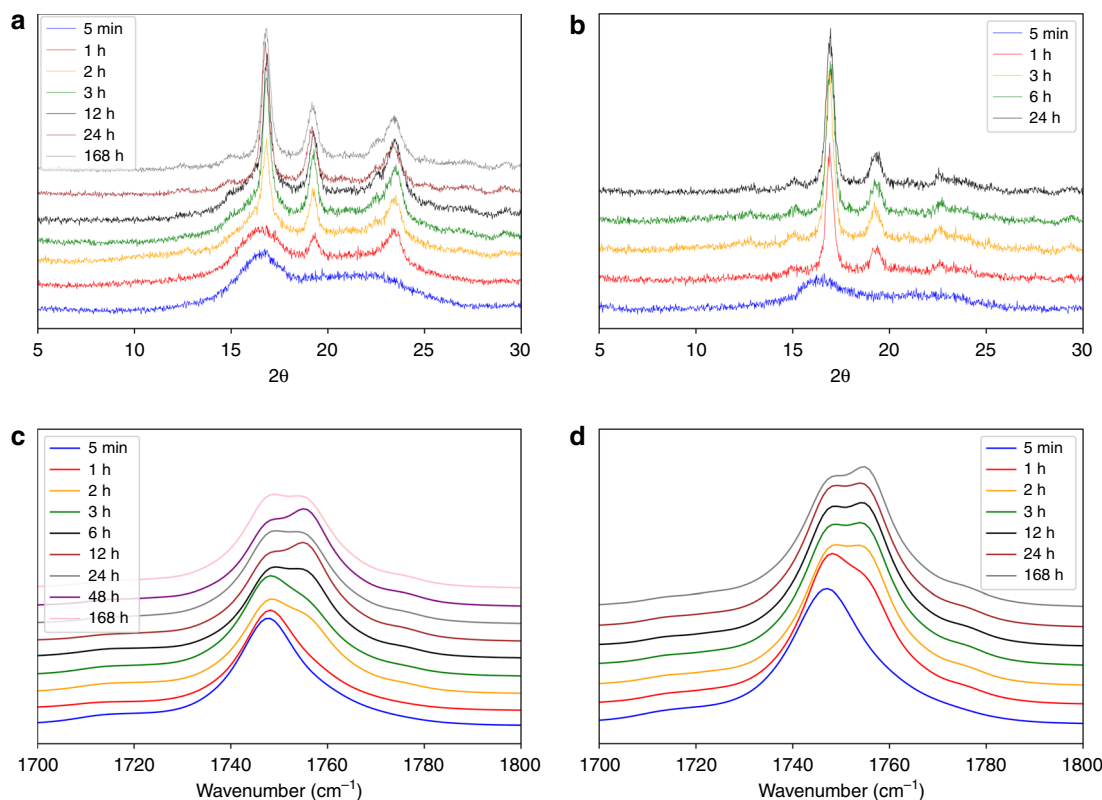 a
5 min
1 h
2 h
3 h
12 h
24 h
168 h
5 10 15 20 25 30
2θ
b
5 min
1 h
3 h
6 h
24 h
5 10 15 20 25 30
2θ
c
5 min
1 h
2 h
3 h
6 h
12 h
24 h
48 h
168 h
1700 1720 1740 1760 1780 1800
Wavenumber (cm⁻¹)
d
5 min
1 h
2 h
3 h
12 h
24 h
168 h
1700 1720 1740 1760 1780 1800
Wavenumber (cm⁻¹)